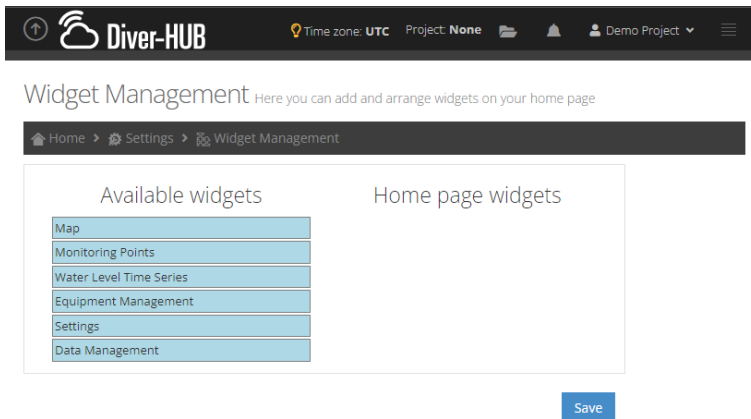 Diver-HUB Time zone: UTC Project: None Demo Project
Widget Management Here you can add and arrange widgets on your home page
Home > Settings > Widget Management
Available widgets Home page widgets
Map
Monitoring Points
Water Level Time Series
Equipment Management
Settings
Data Management
Save